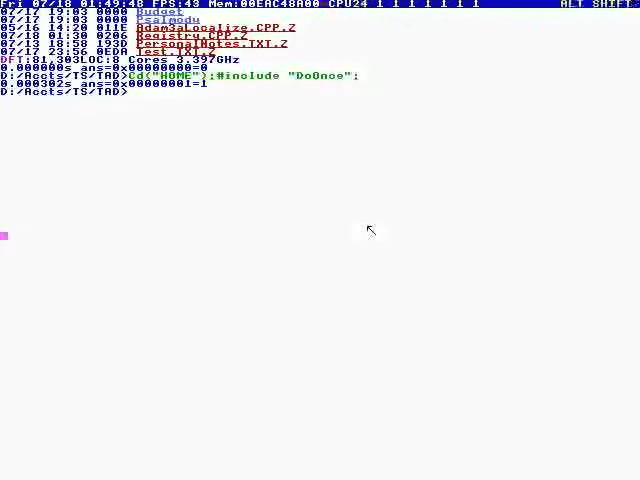 Fri 07/18 01:49:48 FPS:49 Mem:00EAC48A00 CPU24 1 1 1 1 1 1 1 ALT SHIFT
07/17 19:03 0000 Budget
07/17 19:03 0000 Psalmody
05/16 14:20 011E Adam3aLocalize.CPP.Z
07/18 01:30 0206 Registry.CPP.Z
07/13 18:58 193D PersonalNotes.TXT.Z
07/17 23:56 0EDA Test.TXT.Z
DFT:81,303LOC:8 Cores 3.397GHz
0.000000s ans=0x00000000=0
D:/Accts/TS/TAD>Cd("HOME");#include "DoOnce";
0.000302s ans=0x00000001=1
D:/Accts/TS/TAD>